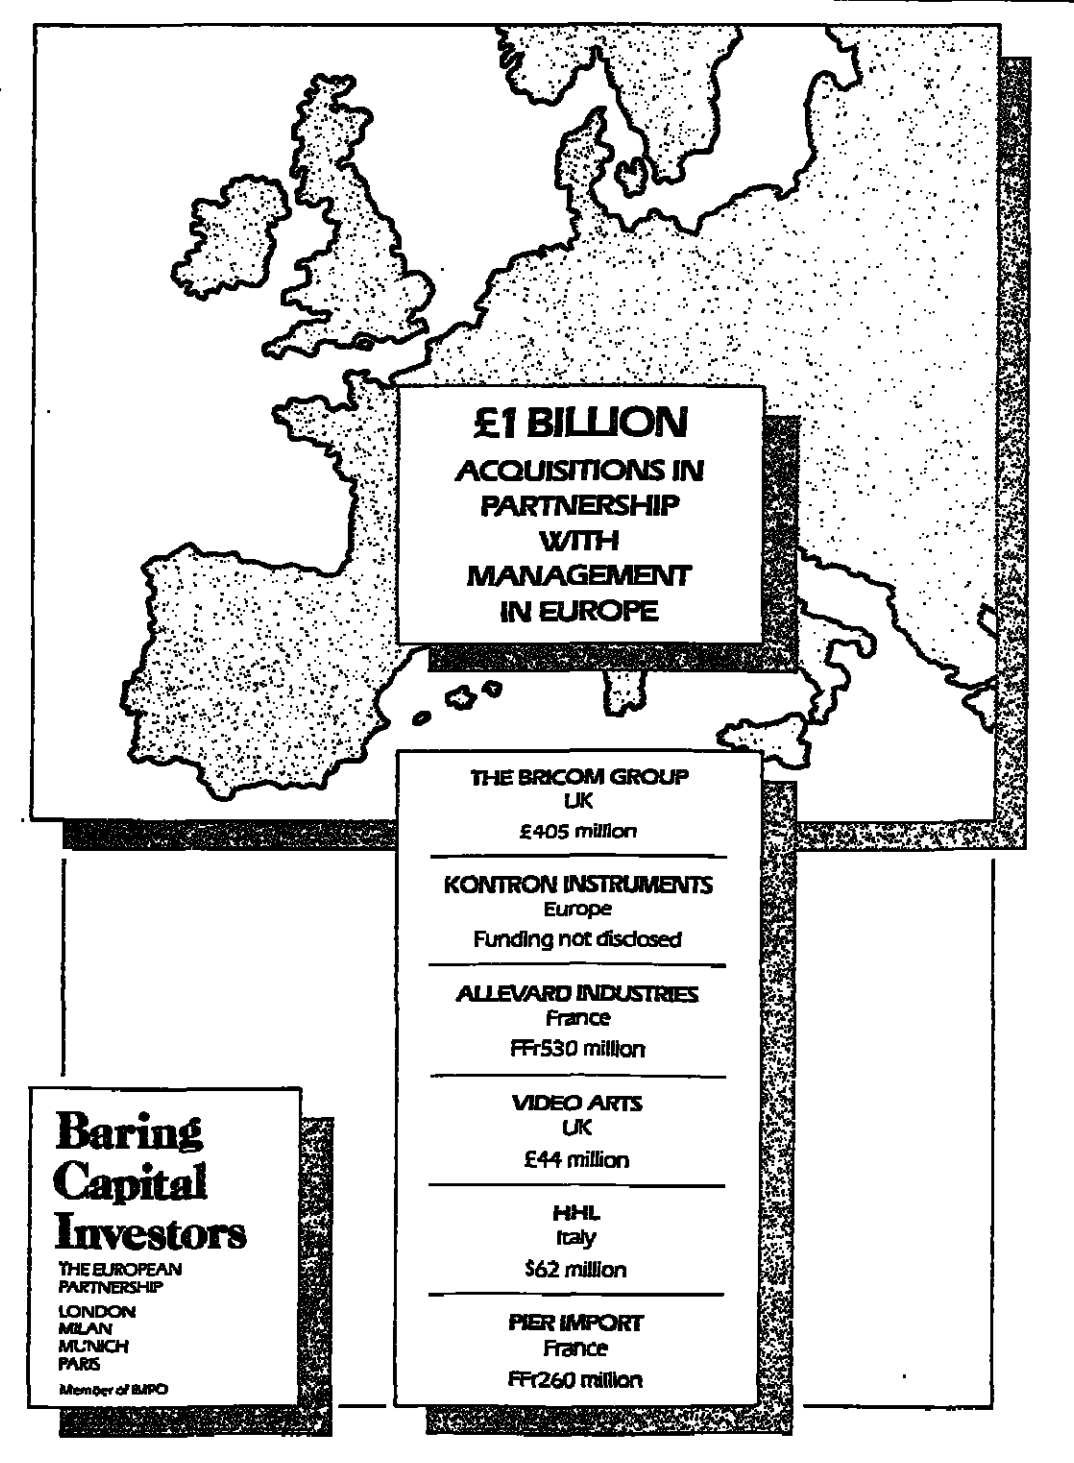 £1 BILLION
ACQUISITIONS IN
PARTNERSHIP
WITH
MANAGEMENT
IN EUROPE
THE BRICOM GROUP
UK
£405 million
KONTRON INSTRUMENTS
Europe
Funding not disclosed
ALLEVARD INDUSTRIES
France
FFr530 million
VIDEO ARTS
UK
£44 million
HHL
Italy
$62 million
PIER IMPORT
France
FFr260 million
Baring
Capital
Investors
THE EUROPEAN
PARTNERSHIP
LONDON
MILAN
MUNICH
PARIS
Member of